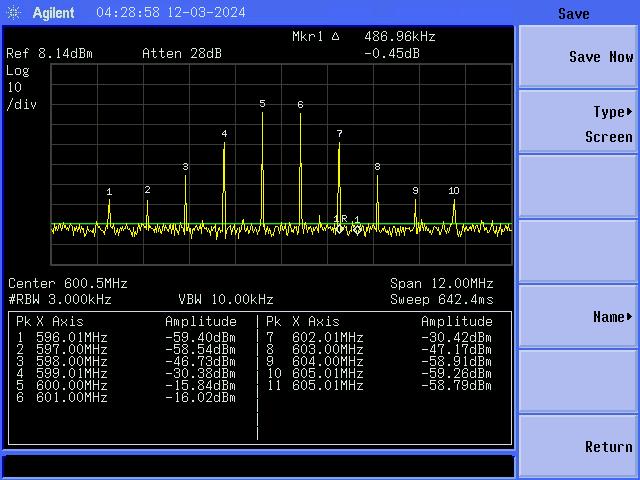 Agilent 04:28:58 12-03-2024
Save
Mkr1 Δ 486.96kHz
Ref 8.14dBm Atten 28dB -0.45dB
Log
10
/div
5 6
4 7
3 8
1 2 9 10
1R 1
Center 600.5MHz Span 12.00MHz
#RBW 3.000kHz VBW 10.00kHz Sweep 642.4ms
Pk X Axis Amplitude Pk X Axis Amplitude
1 596.01MHz -59.40dBm 7 602.01MHz -30.42dBm
2 597.00MHz -58.54dBm 8 603.00MHz -47.17dBm
3 598.00MHz -46.73dBm 9 604.00MHz -58.91dBm
4 599.01MHz -30.38dBm 10 605.01MHz -59.26dBm
5 600.00MHz -15.84dBm 11 605.01MHz -58.79dBm
6 601.00MHz -16.02dBm
Save Now
Type
Screen
Name
Return